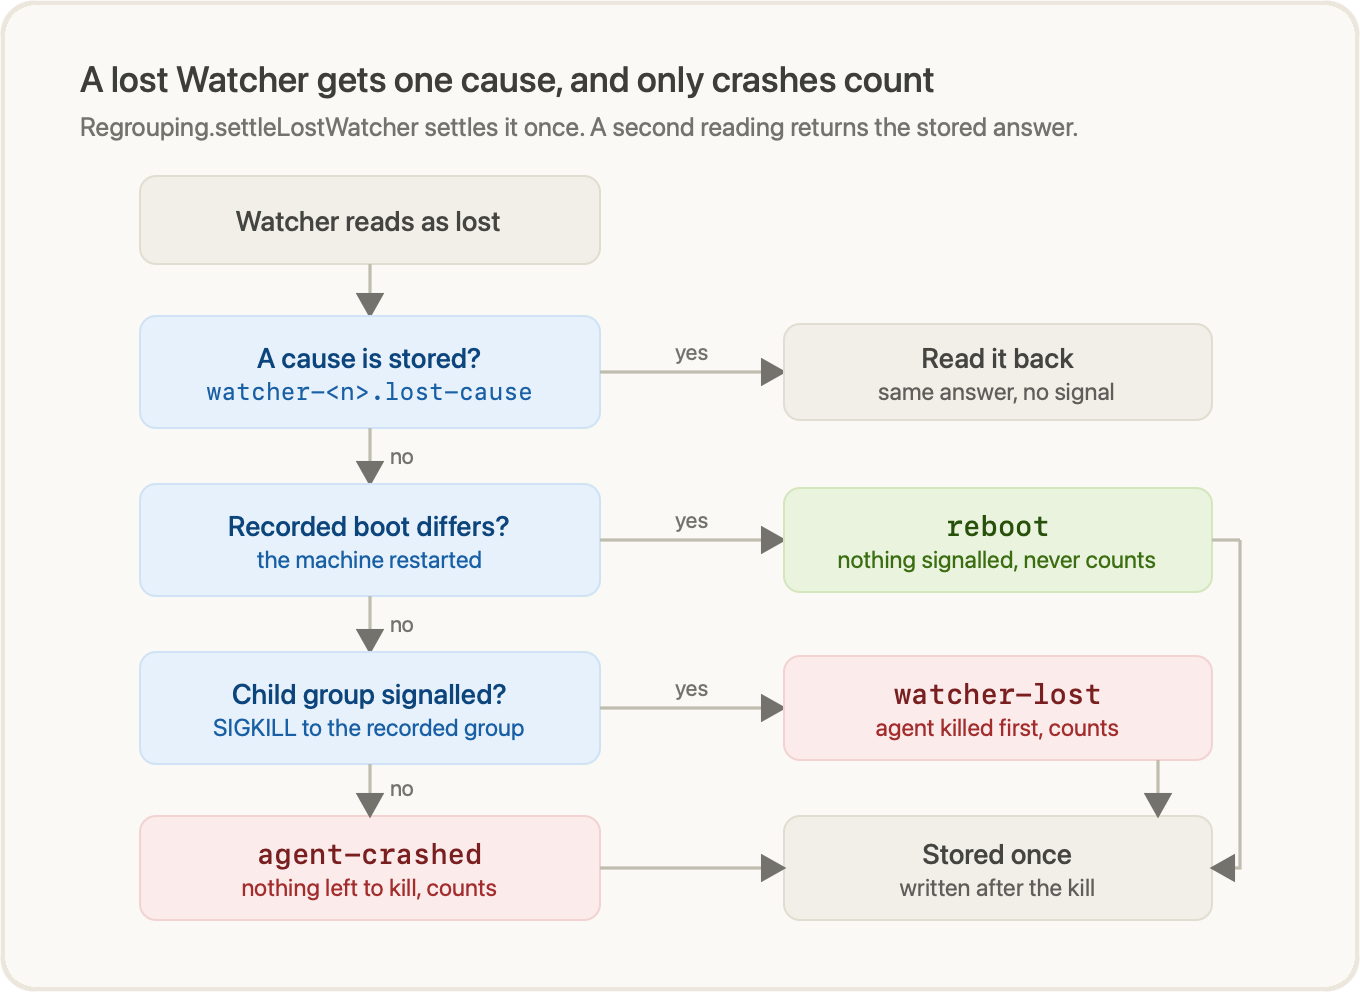 A lost Watcher gets one cause, and only crashes count
Regrouping.settleLostWatcher settles it once. A second reading returns the stored answer.
Watcher reads as lost
A cause is stored?
watcher-<n>.lost-cause
yes
Read it back
same answer, no signal
no
Recorded boot differs?
the machine restarted
yes
reboot
nothing signalled, never counts
no
Child group signalled?
SIGKILL to the recorded group
yes
watcher-lost
agent killed first, counts
no
agent-crashed
nothing left to kill, counts
Stored once
written after the kill